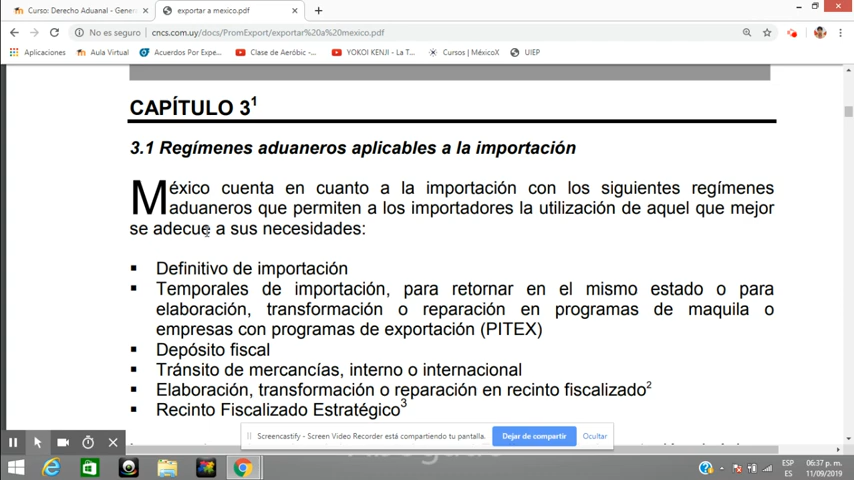 Curso: Derecho Aduanal - Gener
exportar a mexico.pdf
No es seguro | cncs.com.uy/docs/PromExport/exportar%20a%20mexico.pdf
Aplicaciones
Aula Virtual
Acuerdos Por Expe...
Clase de Aeróbic -...
YOKOI KENJI - La T...
Cursos | MéxicoX
UIEP
CAPÍTULO 3¹
3.1 Regímenes aduaneros aplicables a la importación
México cuenta en cuanto a la importación con los siguientes regímenes
aduaneros que permiten a los importadores la utilización de aquel que mejor
se adecue a sus necesidades:
▪ Definitivo de importación
▪ Temporales de importación, para retornar en el mismo estado o para
elaboración, transformación o reparación en programas de maquila o
empresas con programas de exportación (PITEX)
▪ Depósito fiscal
▪ Tránsito de mercancías, interno o internacional
▪ Elaboración, transformación o reparación en recinto fiscalizado²
▪ Recinto Fiscalizado Estratégico³
Screencastify - Screen Video Recorder está compartiendo tu pantalla.
Dejar de compartir
Ocultar
ESP
ES
06:37 p. m.
11/09/2019